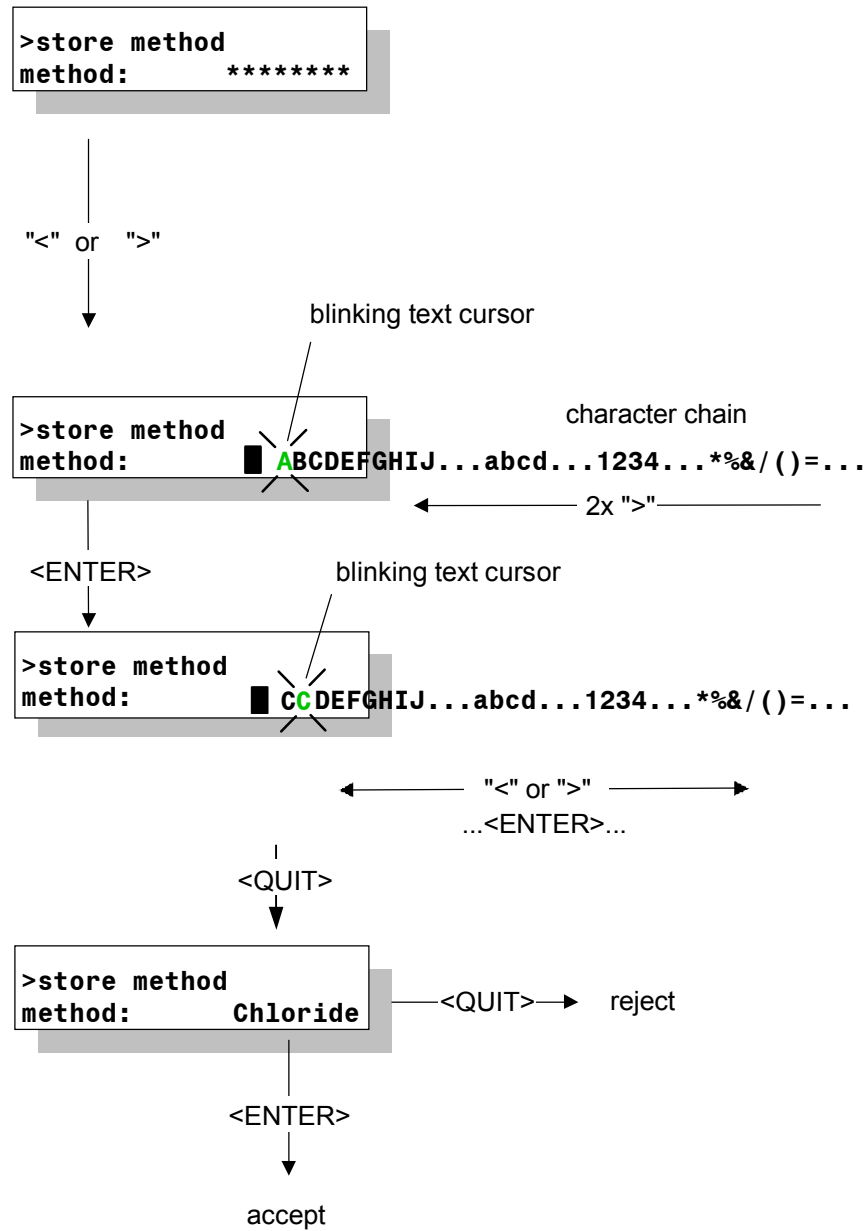 >store method
method: ********
"<" or ">"
blinking text cursor
character chain
>store method
method: ABCDEFGHIJ...abcd...1234...*%&/()=...
2x ">"
<ENTER>
blinking text cursor
>store method
method: CCDEFGHIJ...abcd...1234...*%&/()=...
"<" or ">"
...<ENTER>...
<QUIT>
>store method
method: Chloride
<QUIT> reject
<ENTER>
accept